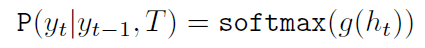 P(y_t|y_{t−1}, T) = softmax(g(h_t))